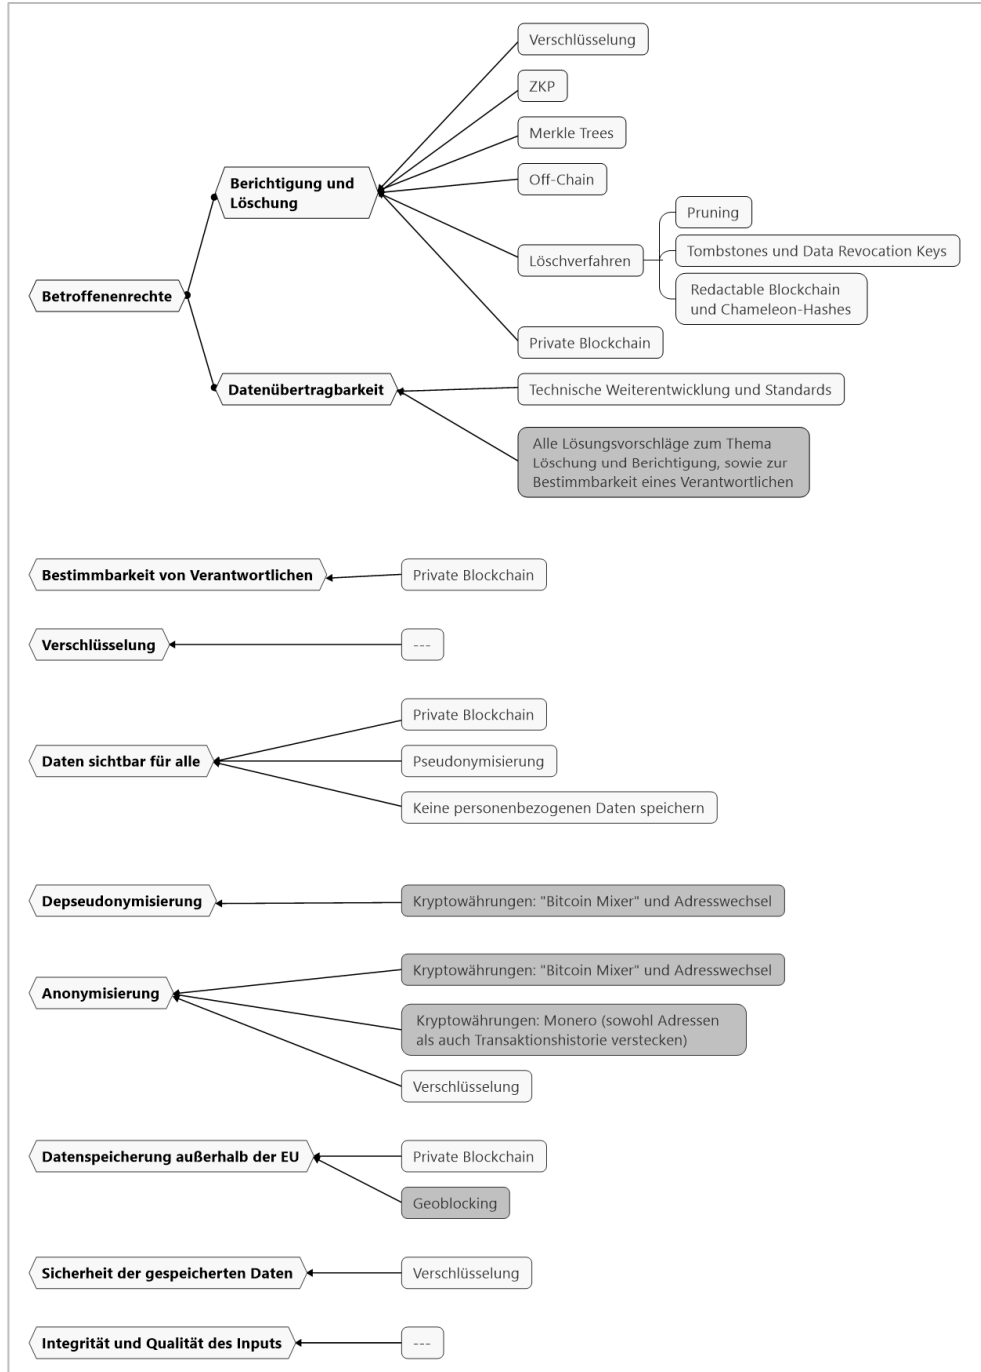 Verschlüsselung
ZKP
Merkle Trees
Off-Chain
Berichtigung und
Löschung
Pruning
Tombstones und Data Revocation Keys
Löschverfahren
Redactable Blockchain
und Chameleon-Hashes
Betroffenenrechte
Private Blockchain
Datenübertragbarkeit
Technische Weiterentwicklung und Standards
Alle Lösungsvorschläge zum Thema
Löschung und Berichtigung, sowie zur
Bestimmbarkeit eines Verantwortlichen
Bestimmbarkeit von Verantwortlichen
Private Blockchain
Verschlüsselung
---
Daten sichtbar für alle
Private Blockchain
Pseudonymisierung
Keine personenbezogenen Daten speichern
Depseudonymisierung
Kryptowährungen: "Bitcoin Mixer" und Adresswechsel
Anonymisierung
Kryptowährungen: "Bitcoin Mixer" und Adresswechsel
Kryptowährungen: Monero (sowohl Adressen
als auch Transaktionshistorie verstecken)
Verschlüsselung
Datenspeicherung außerhalb der EU
Private Blockchain
Geoblocking
Sicherheit der gespeicherten Daten
Verschlüsselung
Integrität und Qualität des Inputs
---